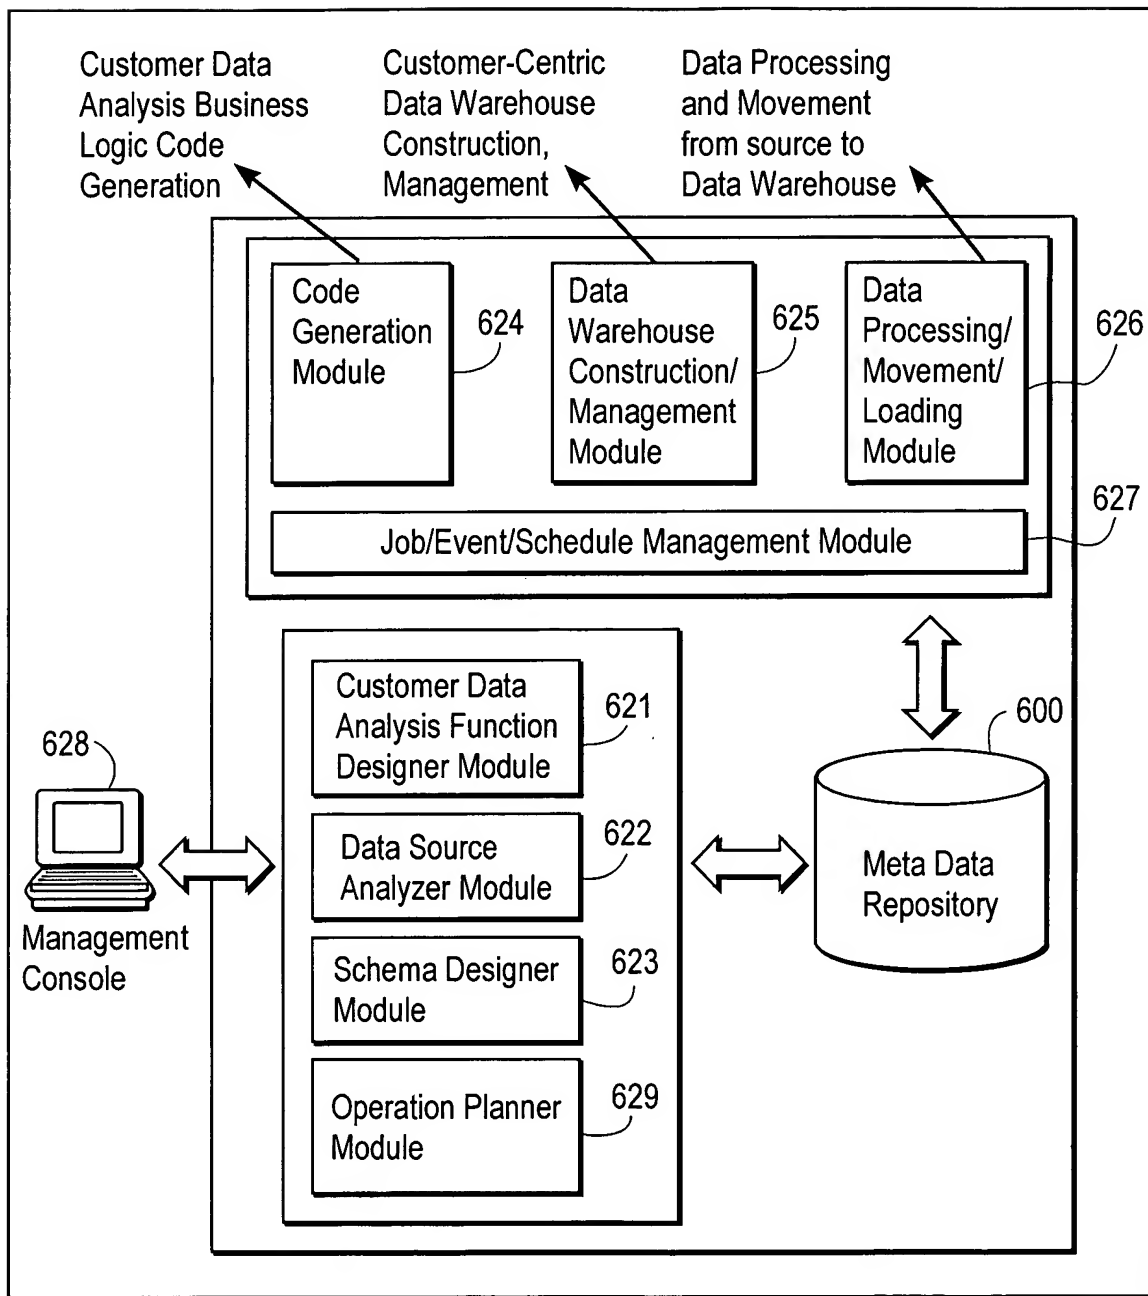 Customer Data
Analysis Business
Logic Code
Generation
Customer-Centric
Data Warehouse
Construction,
Management
Data Processing
and Movement
from source to
Data Warehouse
Code
Generation
Module
624
Data
Warehouse
Construction/
Management
Module
625
Data
Processing/
Movement/
Loading
Module
626
Job/Event/Schedule Management Module
627
Customer Data
Analysis Function
Designer Module
621
Data Source
Analyzer Module
622
Schema Designer
Module
623
Operation Planner
Module
629
628
Management
Console
600
Meta Data
Repository